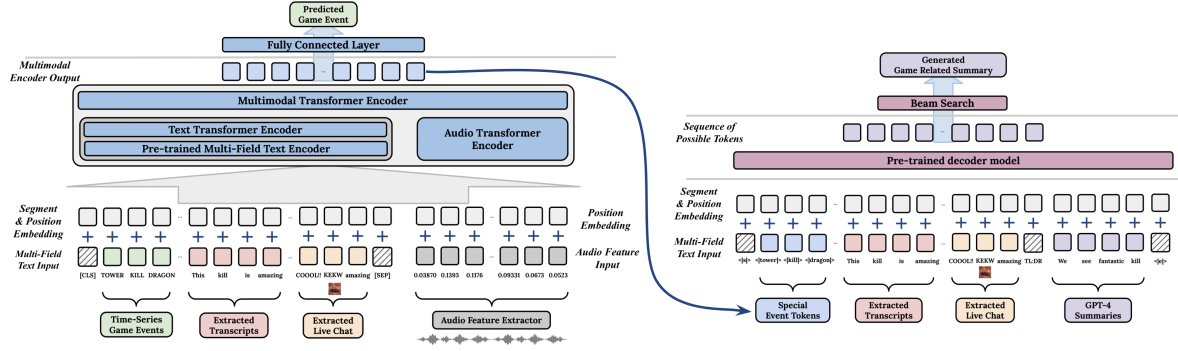 Predicted
Game Event
Fully Connected Layer
Multimodal
Encoder Output
Multimodal Transformer Encoder
Text Transformer Encoder
Pre-trained Multi-Field Text Encoder
Audio Transformer
Encoder
Segment
& Position
Embedding
Position
Embedding
Multi-Field
Text Input
Audio Feature
Input
[CLS] TOWER KILL DRAGON This kill is amazing COOOL!! KEKW amazing [SEP] 0.03870 0.1393 0.1176 0.09331 0.0673 0.0523
Time-Series
Game Events
Extracted
Transcripts
Extracted
Live Chat
Audio Feature Extractor
Generated
Game Related Summary
Beam Search
Sequence of
Possible Tokens
Pre-trained decoder model
Segment
& Position
Embedding
Multi-Field
Text Input
<|s|> <|tower|> <|kill|> <|dragon|> This kill is amazing COOOL!! KEKW amazing TL:DR We see fantastic kill <|e|>
Special
Event Tokens
Extracted
Transcripts
Extracted
Live Chat
GPT-4
Summaries